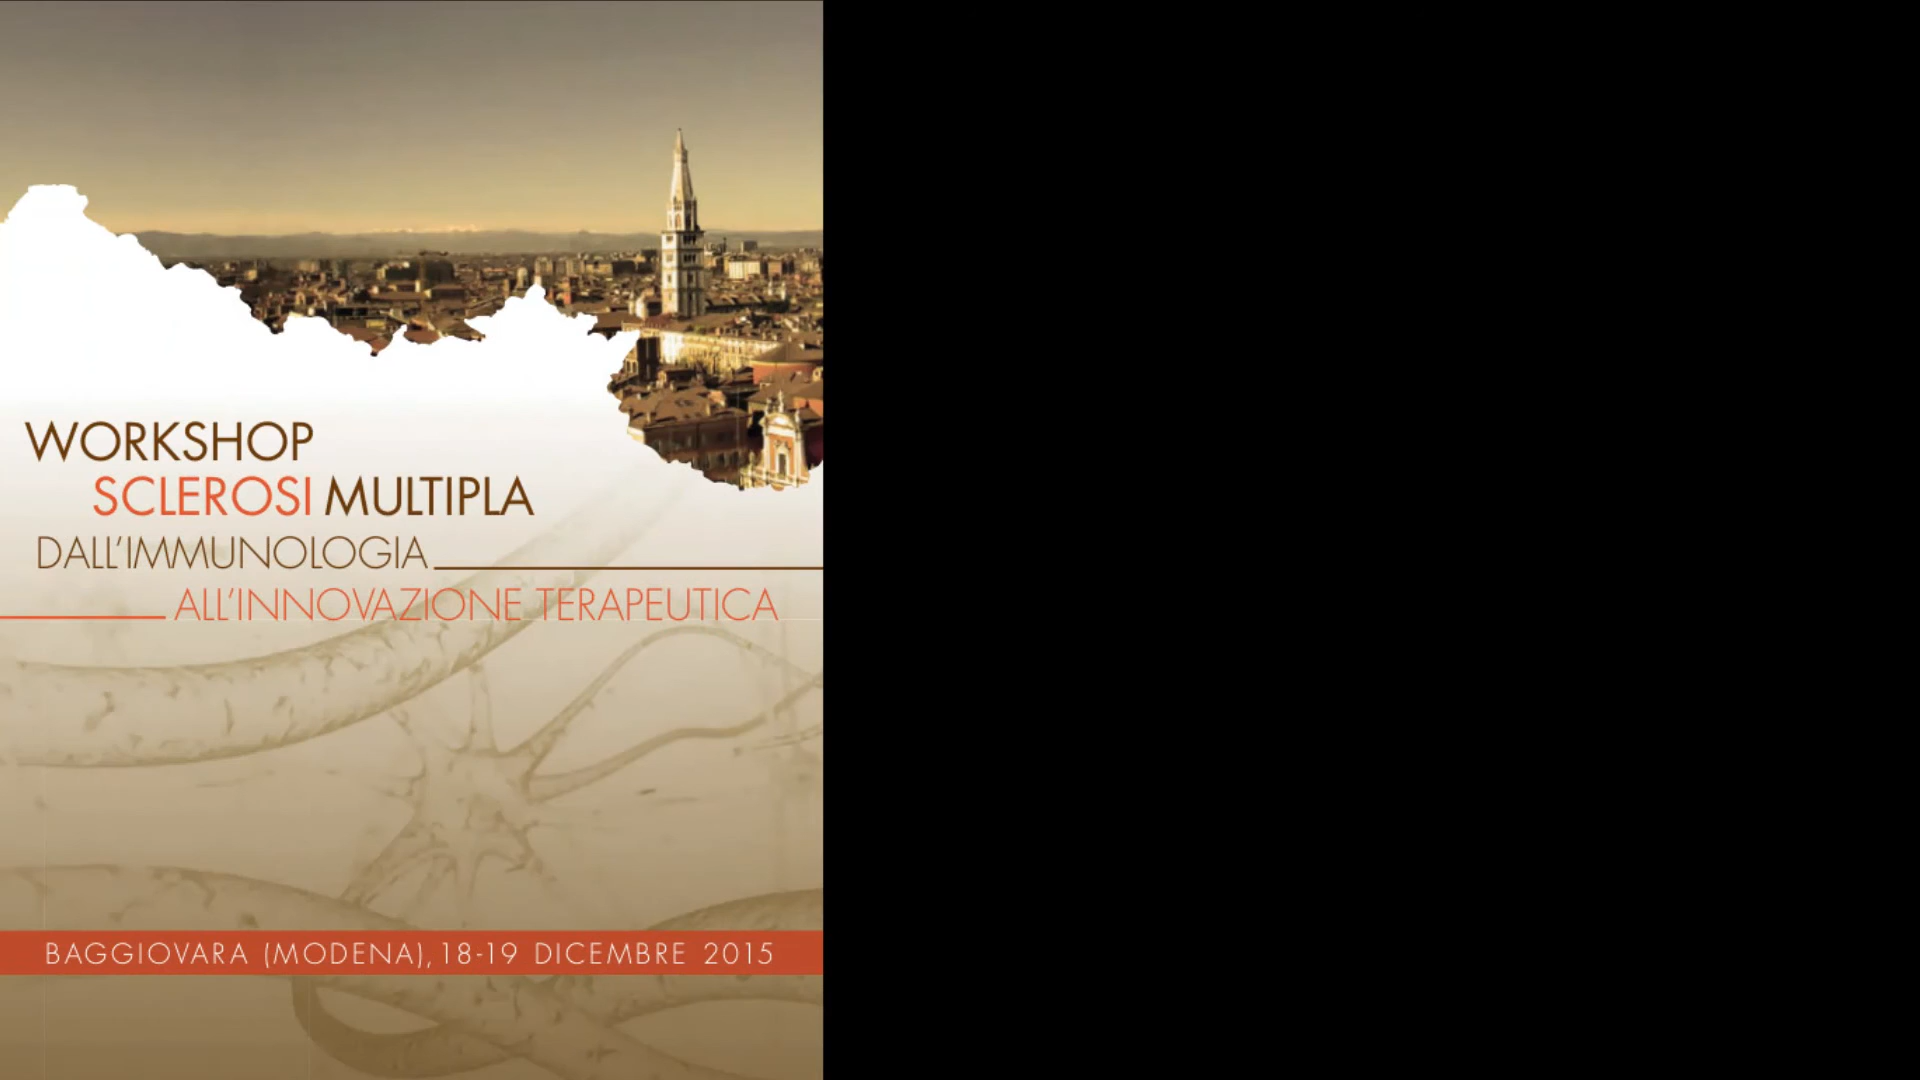 WORKSHOP
SCLEROSI MULTIPLA
DALL'IMMUNOLOGIA
ALL'INNOVAZIONE TERAPEUTICA
BAGGIOVARA (MODENA), 18-19 DICEMBRE 2015